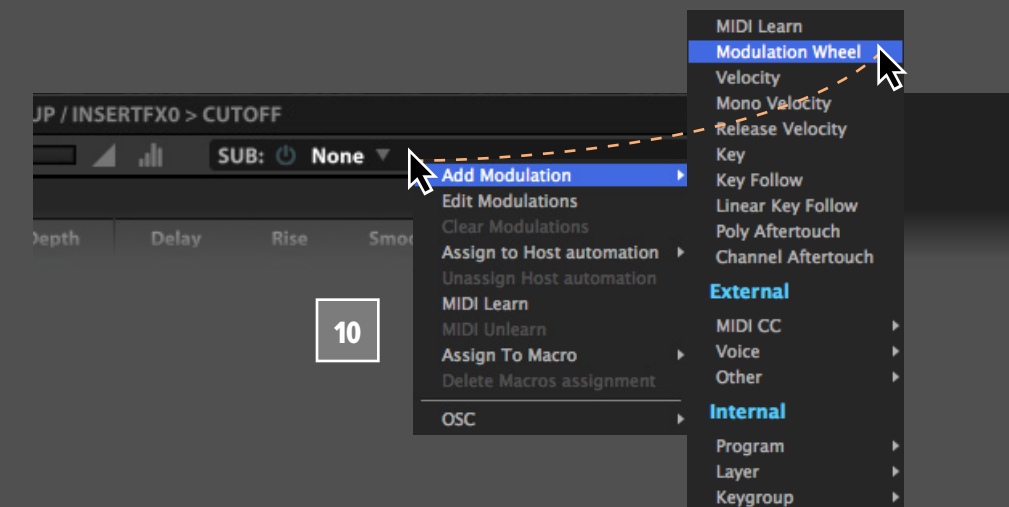 UP / INSERTFX0 > CUTOFF
SUB: None
Depth Delay Rise
10
Add Modulation
Edit Modulations
Clear Modulations
Assign to Host automation
Unassign Host automation
MIDI Learn
MIDI Unlearn
Assign To Macro
Delete Macros assignment
OSC
MIDI Learn
Modulation Wheel
Velocity
Mono Velocity
Release Velocity
Key
Key Follow
Linear Key Follow
Poly Aftertouch
Channel Aftertouch
External
MIDI CC
Voice
Other
Internal
Program
Layer
Keygroup